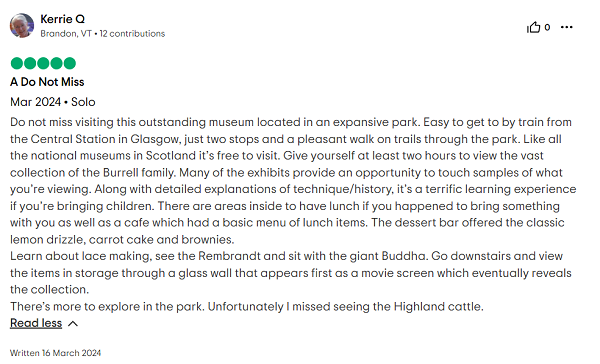 Kerrie Q
Brandon, VT • 12 contributions
0
A Do Not Miss
Mar 2024 • Solo
Do not miss visiting this outstanding museum located in an expansive park. Easy to get to by train from
the Central Station in Glasgow, just two stops and a pleasant walk on trails through the park. Like all
the national museums in Scotland it's free to visit. Give yourself at least two hours to view the vast
collection of the Burrell family. Many of the exhibits provide an opportunity to touch samples of what
you're viewing. Along with detailed explanations of technique/history, it's a terrific learning experience
if you're bringing children. There are areas inside to have lunch if you happened to bring something
with you as well as a cafe which had a basic menu of lunch items. The dessert bar offered the classic
lemon drizzle, carrot cake and brownies.
Learn about lace making, see the Rembrandt and sit with the giant Buddha. Go downstairs and view
the items in storage through a glass wall that appears first as a movie screen which eventually reveals
the collection.
There's more to explore in the park. Unfortunately I missed seeing the Highland cattle.
Read less
Written 16 March 2024